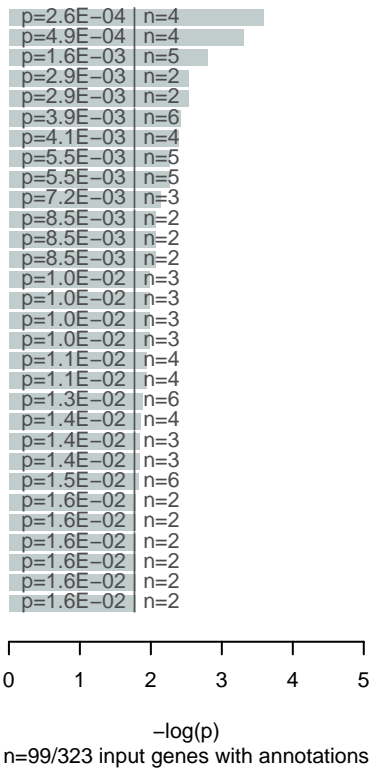 p=2.6E−04 n=4
p=4.9E−04 n=4
p=1.6E−03 n=5
p=2.9E−03 n=2
p=2.9E−03 n=2
p=3.9E−03 n=6
p=4.1E−03 n=4
p=5.5E−03 n=5
p=5.5E−03 n=5
p=7.2E−03 n=3
p=8.5E−03 n=2
p=8.5E−03 n=2
p=8.5E−03 n=2
p=1.0E−02 n=3
p=1.0E−02 n=3
p=1.0E−02 n=3
p=1.0E−02 n=3
p=1.1E−02 n=4
p=1.1E−02 n=4
p=1.3E−02 n=6
p=1.4E−02 n=4
p=1.4E−02 n=3
p=1.4E−02 n=3
p=1.5E−02 n=6
p=1.6E−02 n=2
p=1.6E−02 n=2
p=1.6E−02 n=2
p=1.6E−02 n=2
p=1.6E−02 n=2
p=1.6E−02 n=2
0 1 2 3 4 5
−log(p)
n=99/323 input genes with annotations